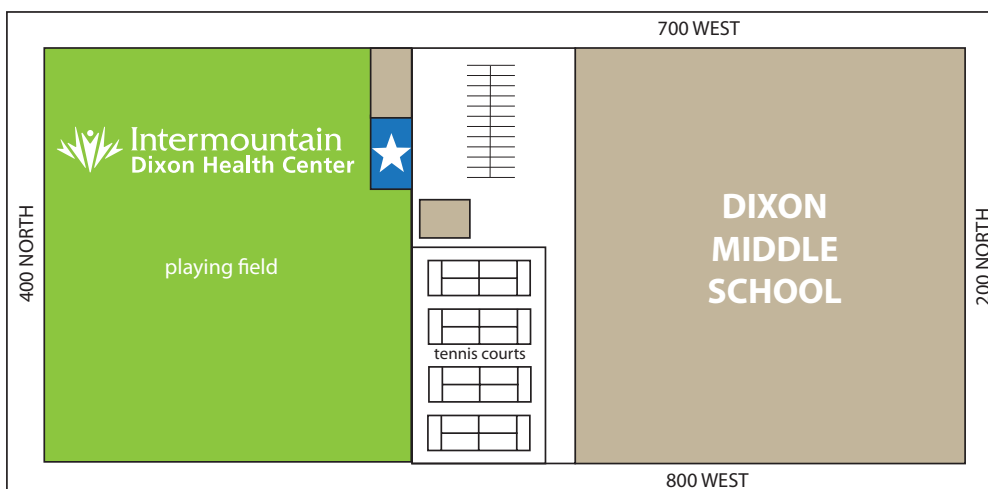 700 WEST
Intermountain
Dixon Health Center
400 NORTH
playing field
DIXON
MIDDLE
SCHOOL
200 NORTH
tennis courts
800 WEST